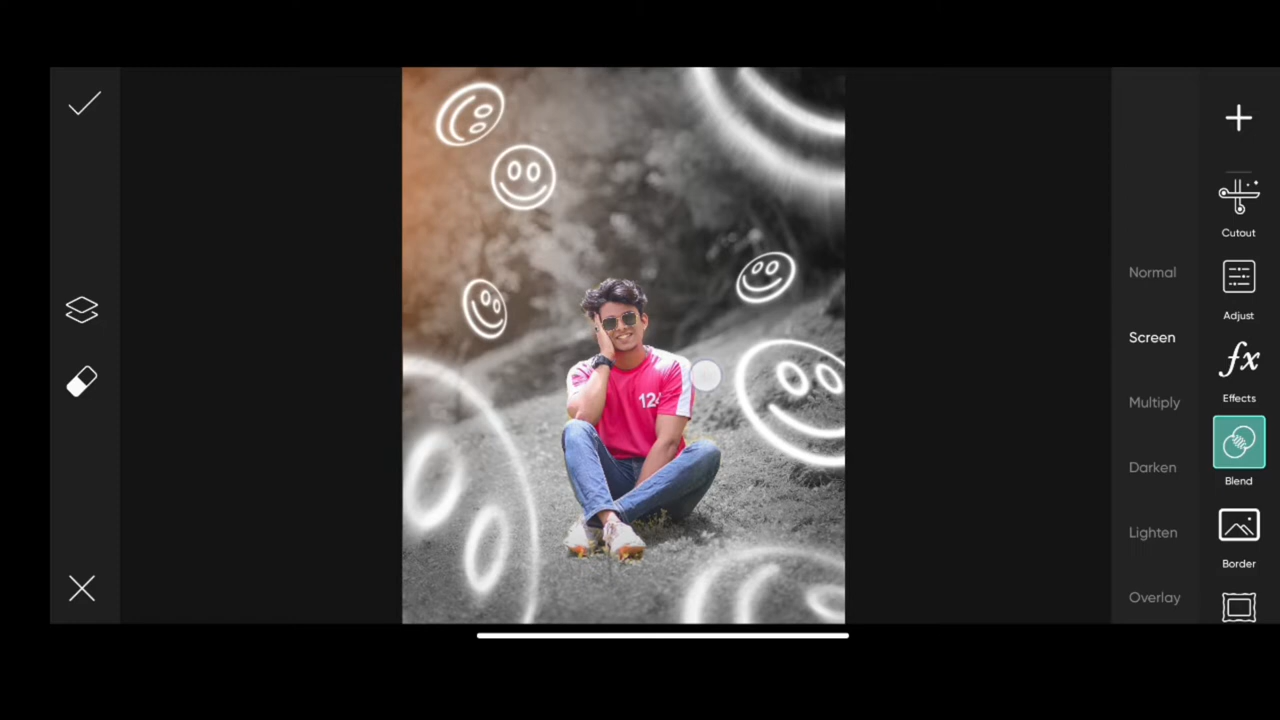 Normal
Screen
Multiply
Darken
Lighten
Overlay
Cutout
Adjust
fx
Effects
Blend
Border
124